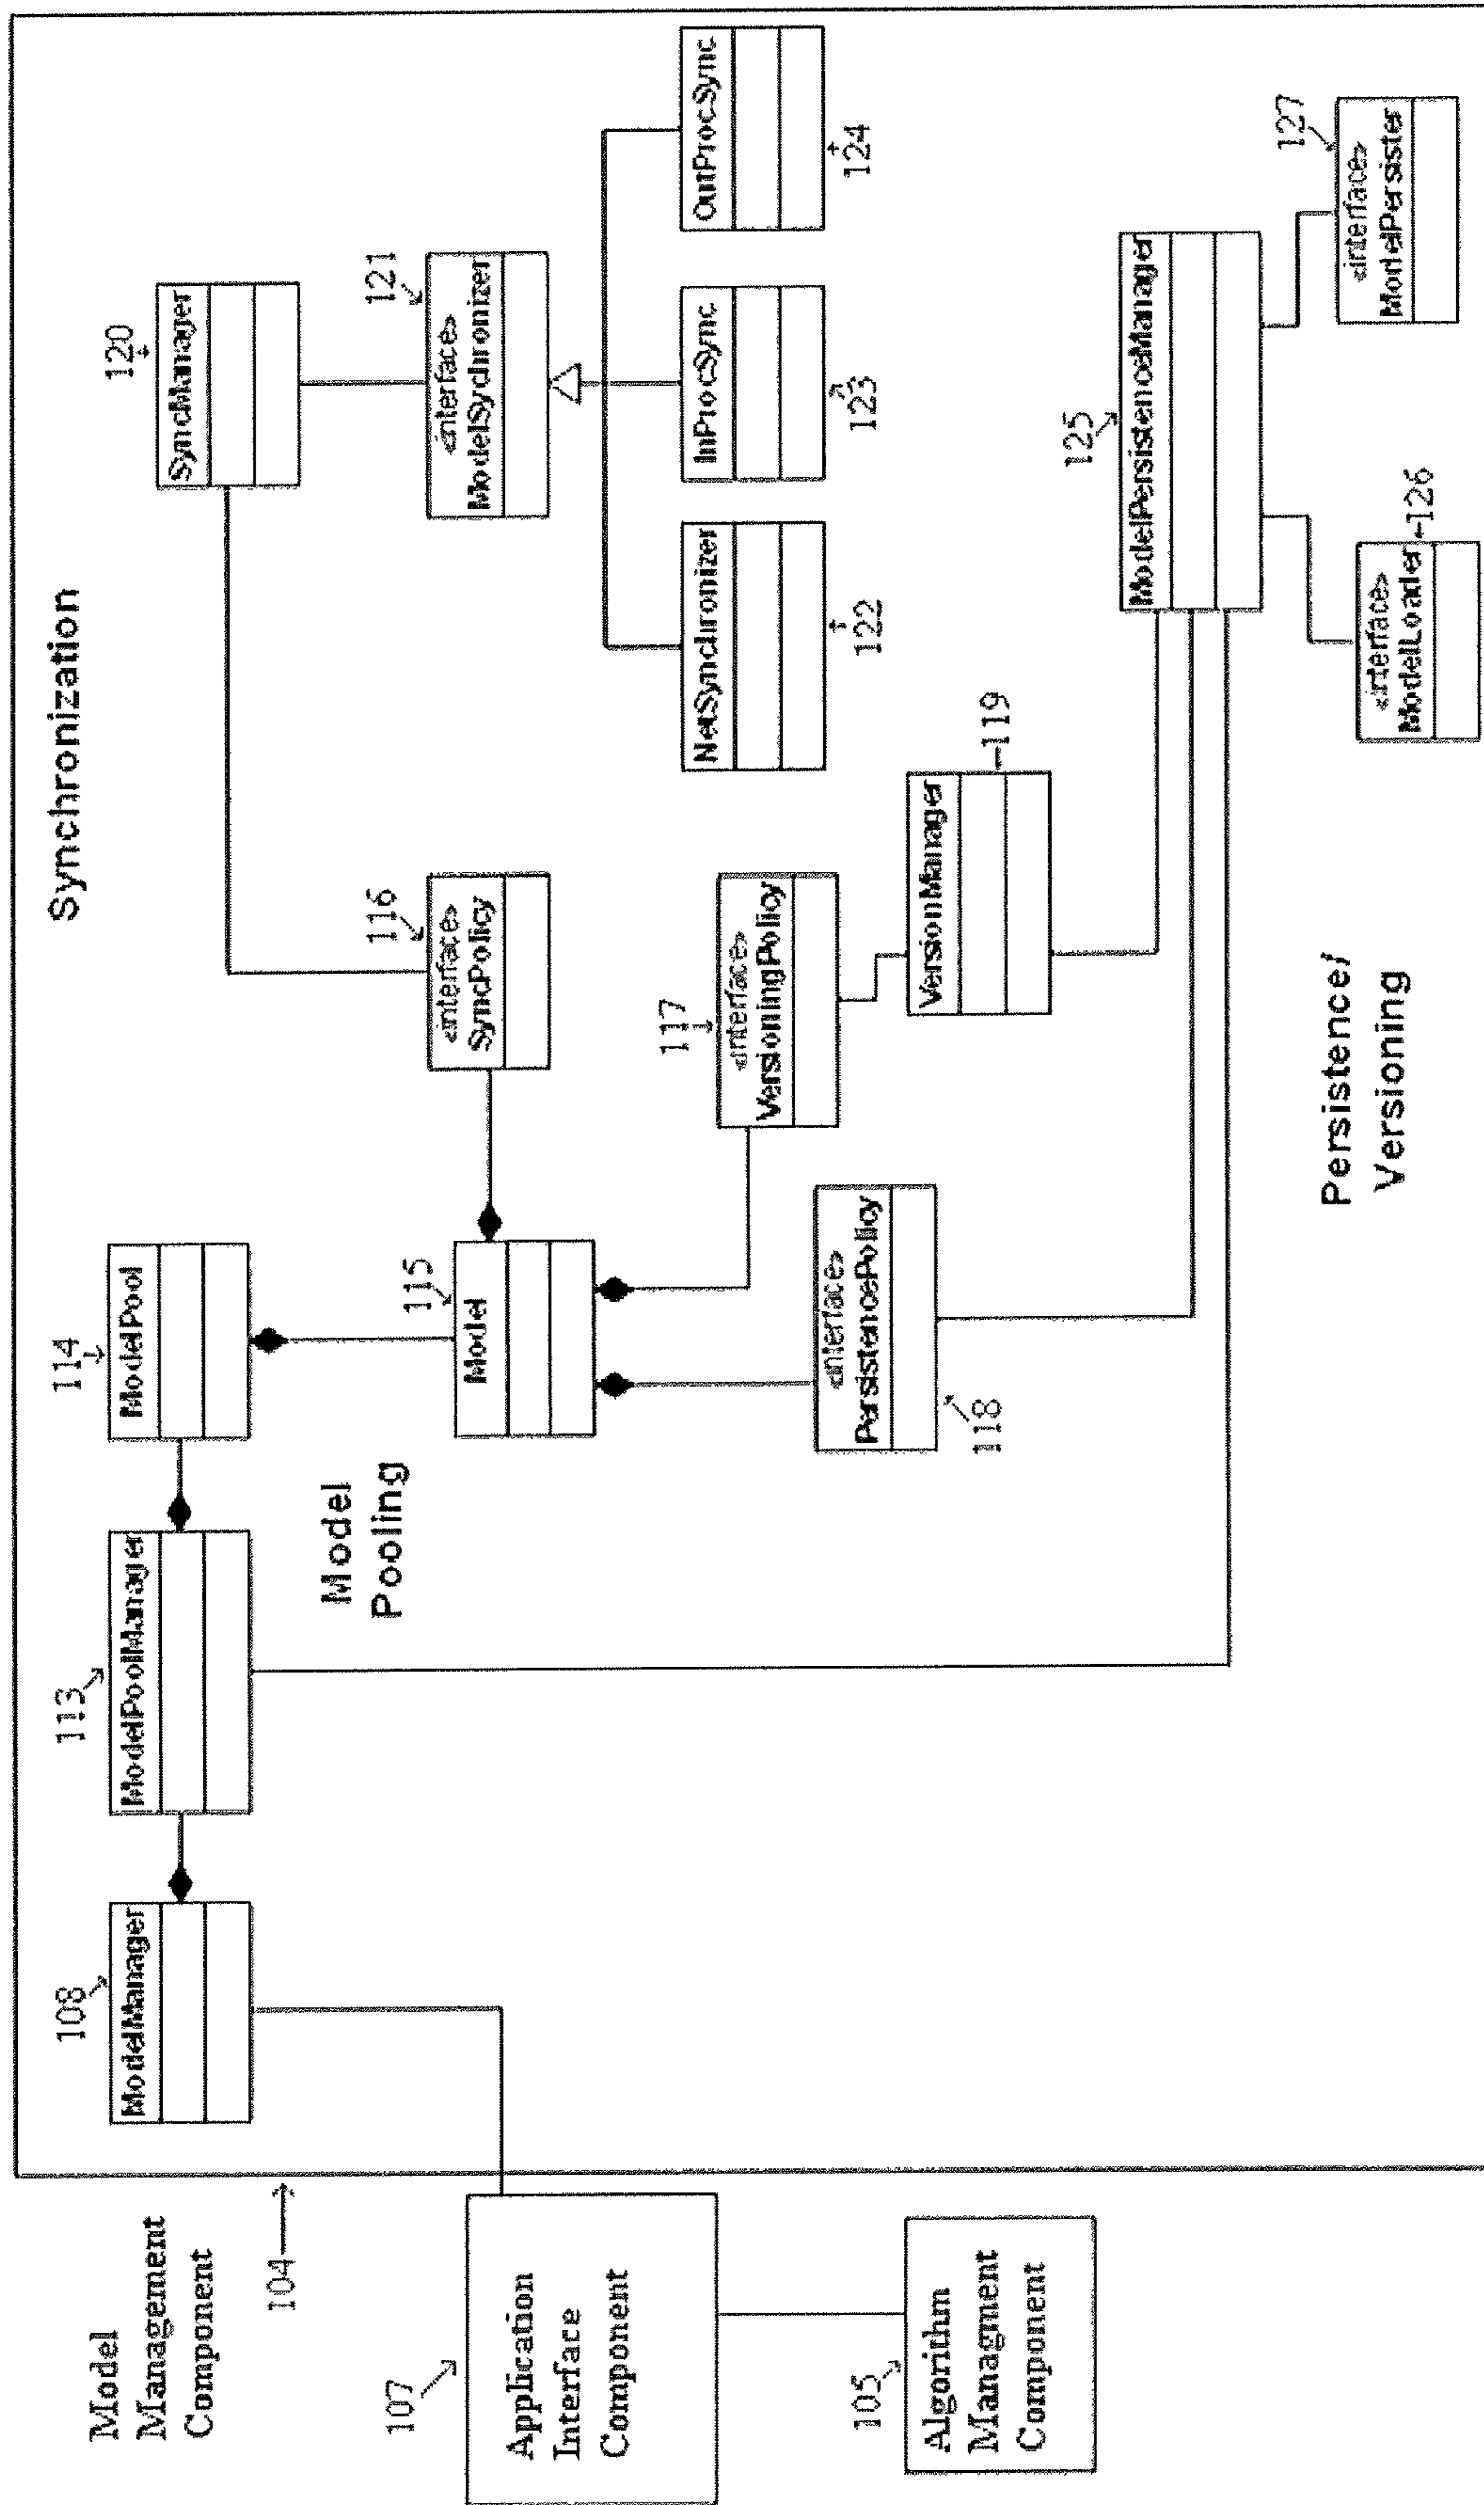 Model
Management
Component
104
107
Application
Interface
Component
105
Algorithm
Managment
Component
108
ModelManager
113
ModelPoolManager
114
ModelPool
Model
Pooling
115
Model
Synchronization
116
«interface»
SyncPolicy
117
«interface»
VersioningPolicy
118
«interface»
PersistencePolicy
119
VersionManager
120
SyncManager
121
«interface»
ModelSychronizer
122
NetSynchronizer
123
InProcSync
124
OutProcSync
125
ModelPersistenceManager
126
«interface»
ModelLoader
127
«interface»
ModelPersister
Persistence/
Versioning